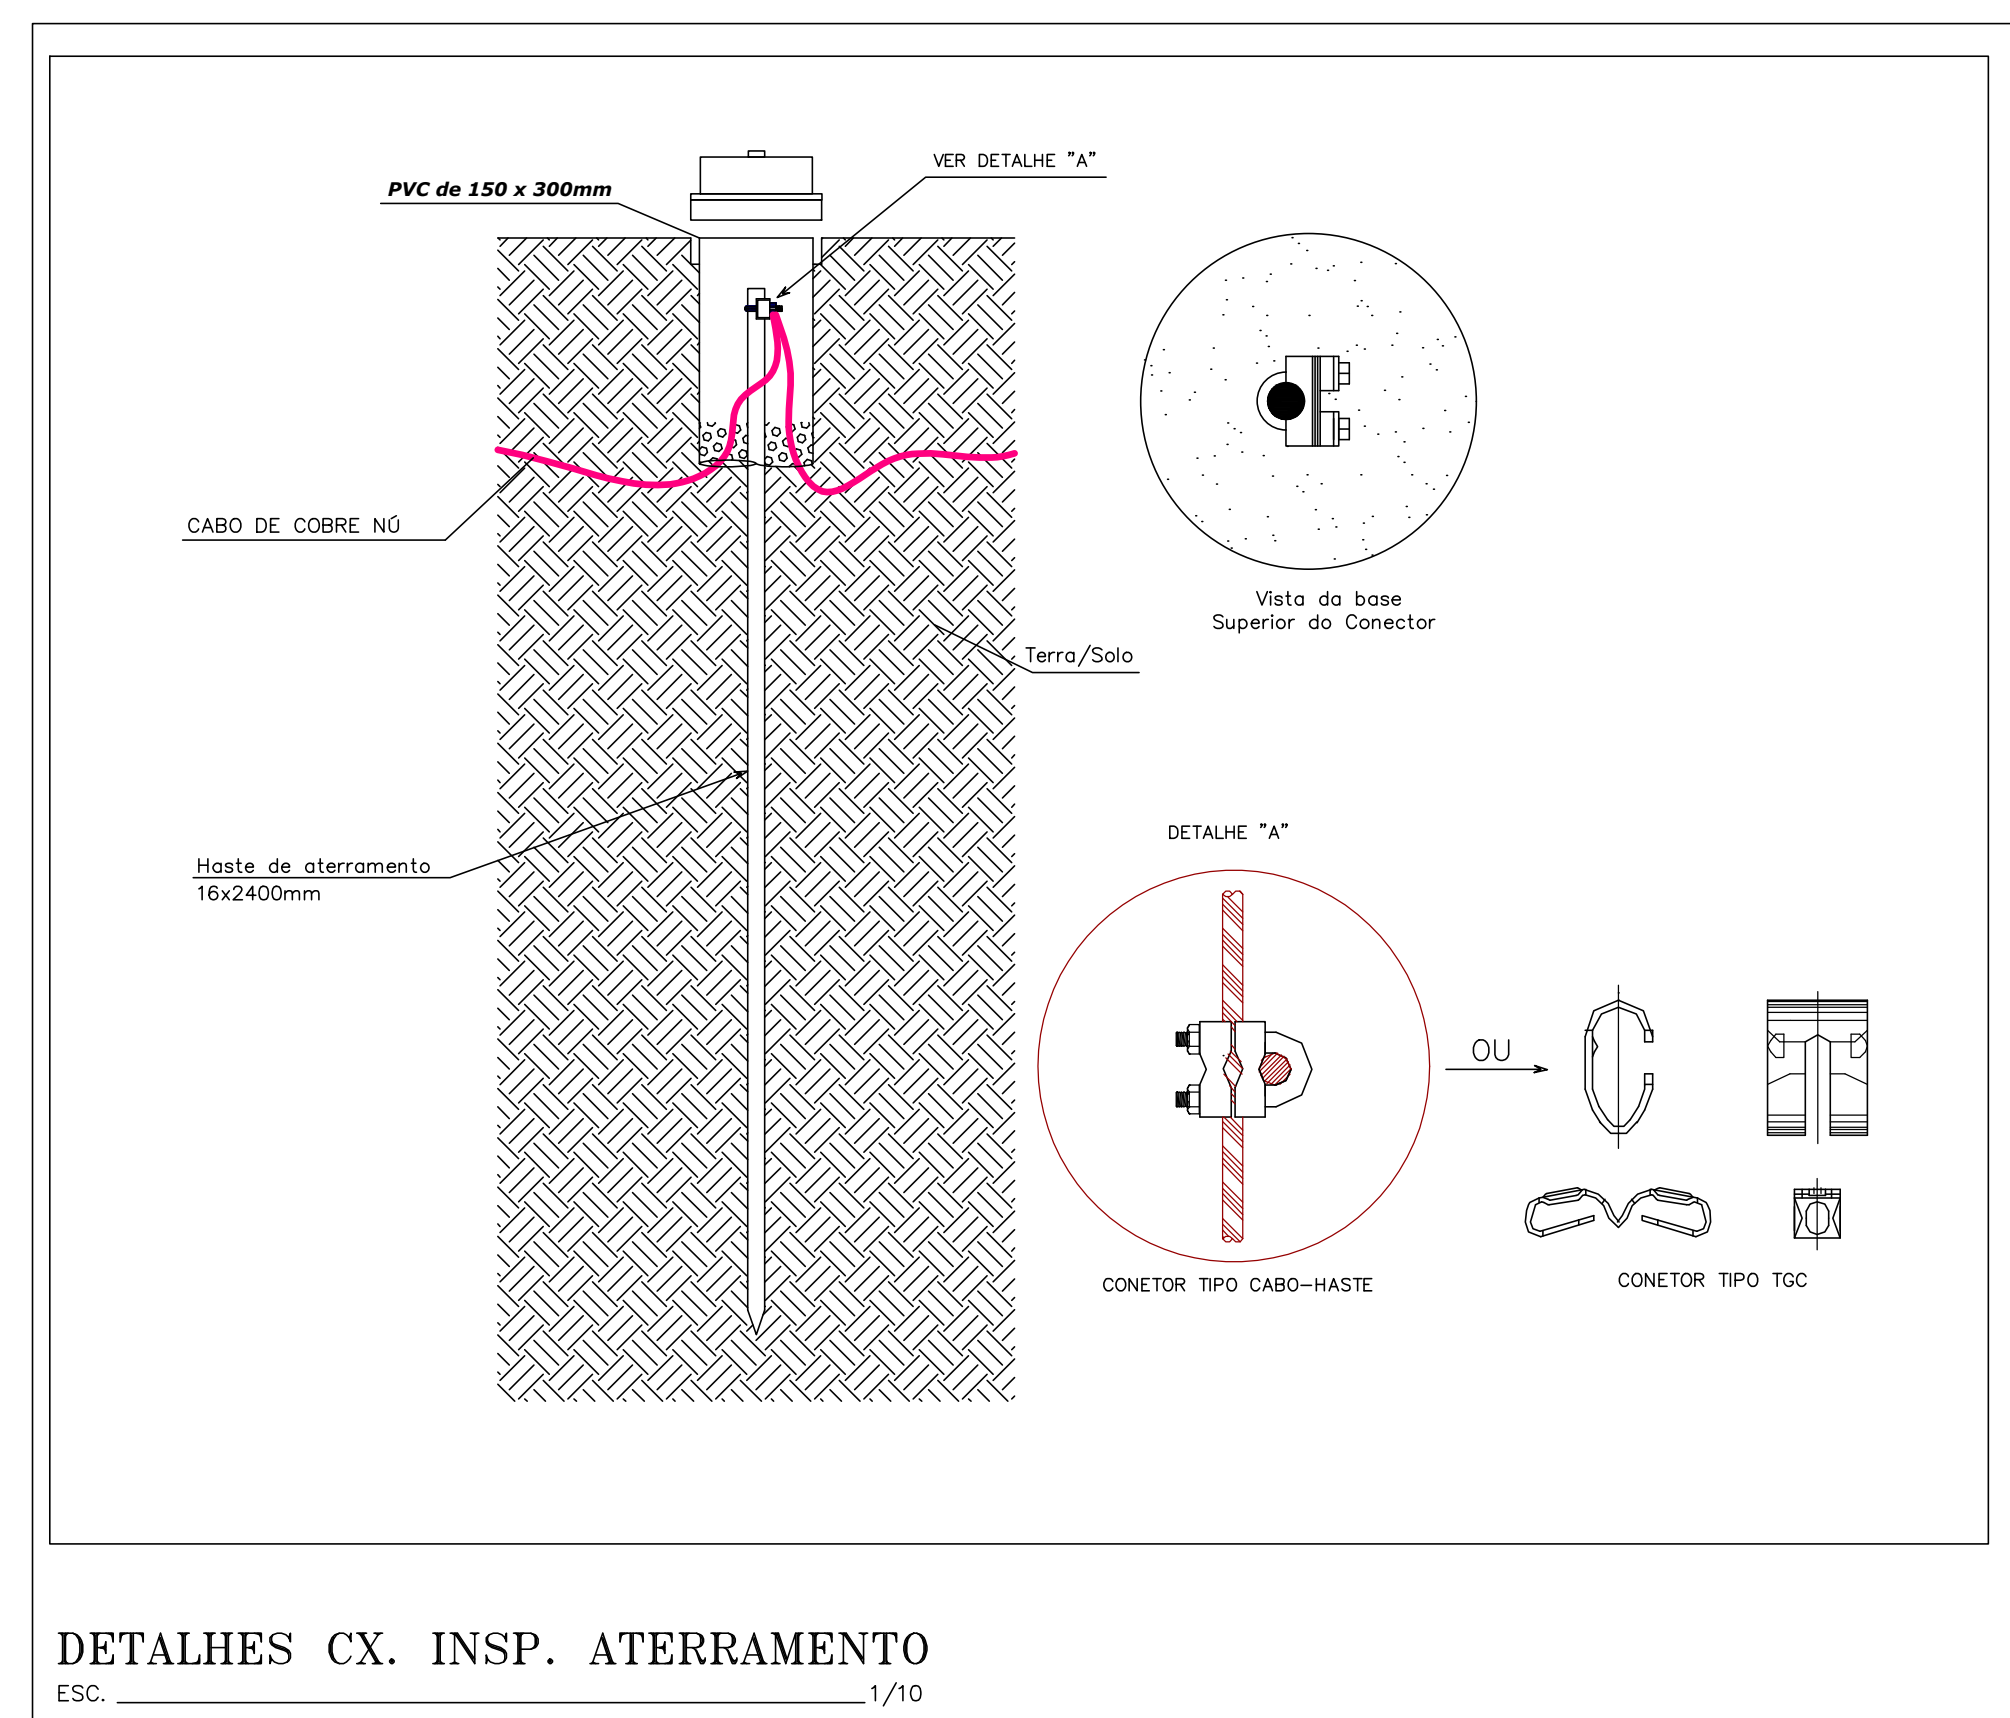 VER DETALHE "A"
PVC de 150 x 300mm
CABO DE COBRE NÚ
Vista da base
Superior do Conector
Terra/Solo
DETALHE "A"
Haste de aterramento
16x2400mm
OU
CONETOR TIPO CABO-HASTE
CONETOR TIPO TGC
DETALHES CX. INSP. ATERRAMENTO
ESC. 1/10